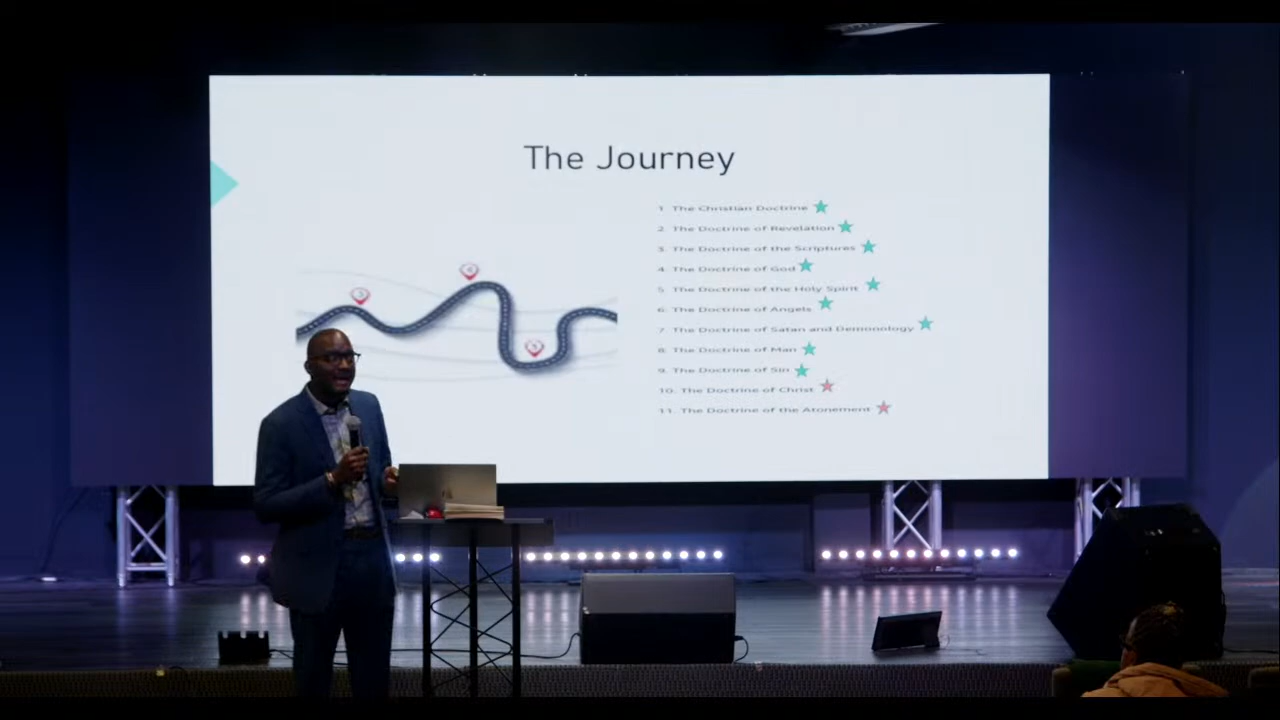 The Journey
1. The Christian Doctrine
2. The Doctrine of Revelation
3. The Doctrine of the Scriptures
4. The Doctrine of God
5. The Doctrine of the Holy Spirit
6. The Doctrine of Angels
7. The Doctrine of Satan and Demonology
8. The Doctrine of Man
9. The Doctrine of Sin
10. The Doctrine of Christ
11. The Doctrine of the Atonement